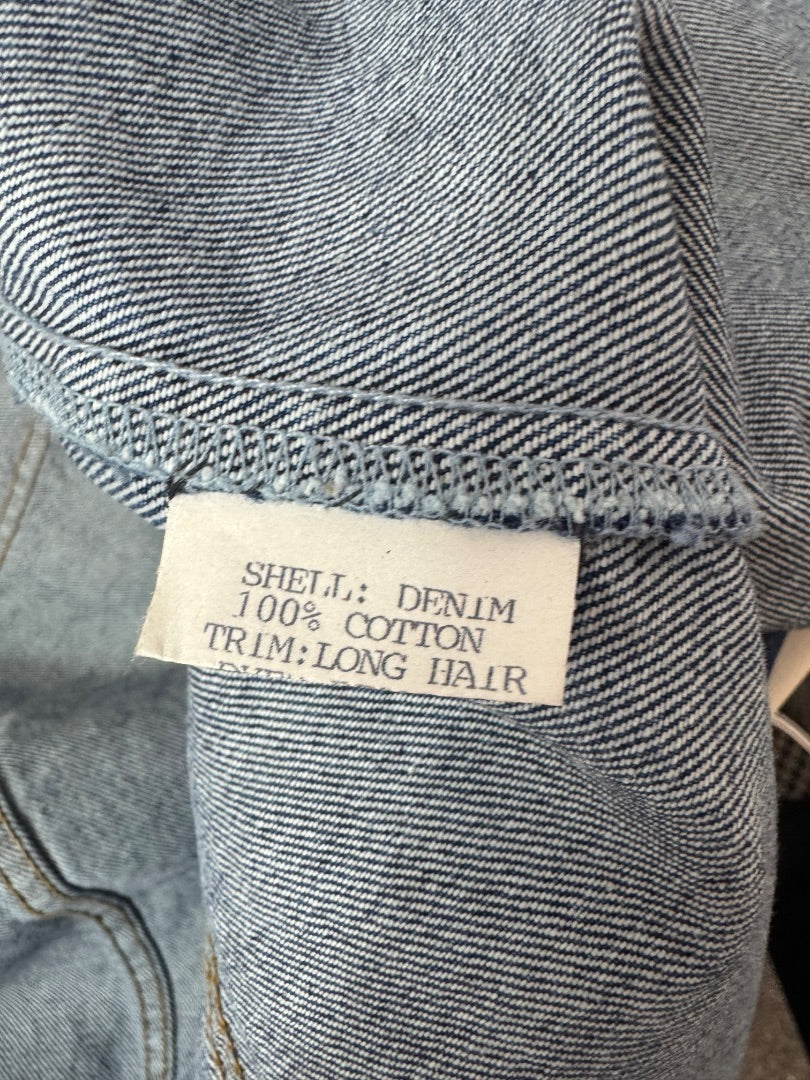 SHELL: DENIM
100% COTTON
TRIM:LONG HAIR